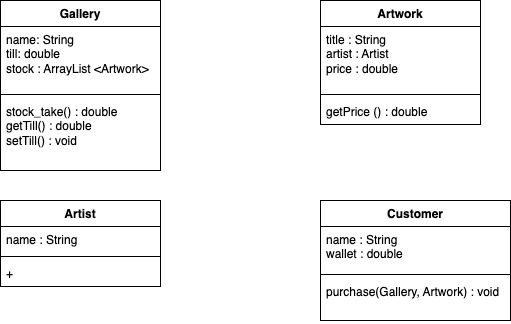 Gallery
name: String
till: double
stock : ArrayList <Artwork>
stock_take() : double
getTill() : double
setTill() : void
Artwork
title : String
artist : Artist
price : double
getPrice () : double
Artist
name : String
+
Customer
name : String
wallet : double
purchase(Gallery, Artwork) : void